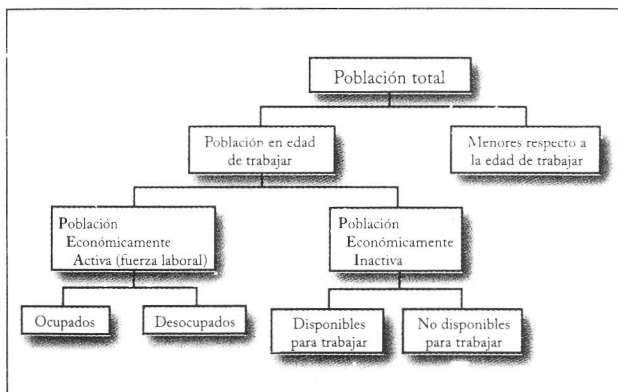 Población total
Población en edad
de trabajar
Menores respecto a
la edad de trabajar
Población
Económicamente
Activa (fuerza laboral)
Población
Económicamente
Inactiva
Ocupados
Desocupados
Disponibles
para trabajar
No disponibles
para trabajar